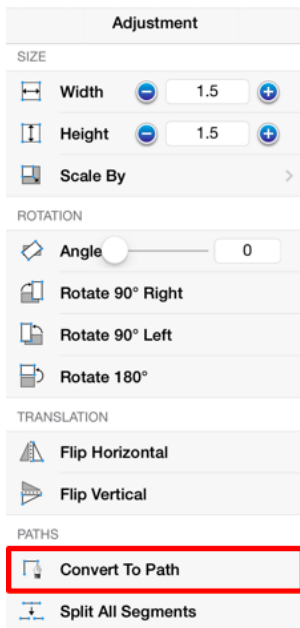 Adjustment
SIZE
Width 1.5
Height 1.5
Scale By
ROTATION
Angle 0
Rotate 90° Right
Rotate 90° Left
Rotate 180°
TRANSLATION
Flip Horizontal
Flip Vertical
PATHS
Convert To Path
Split All Segments